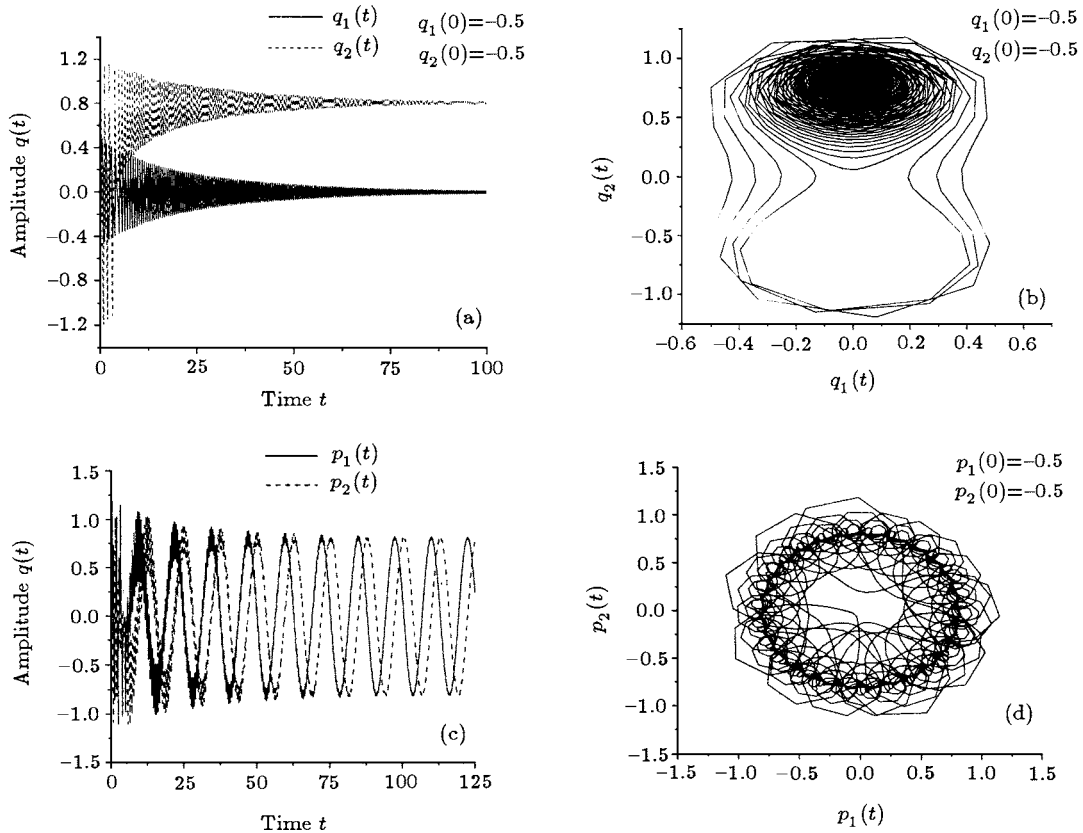 q₁(t) q₁(0)=−0.5
q₂(t) q₂(0)=−0.5
1.2
0.8
0.4
0.0
−0.4
−0.8
−1.2
Amplitude q(t)
(a)
0 25 50 75 100
Time t
q₁(0)=−0.5
q₂(0)=−0.5
1.0
0.5
0.0
−0.5
−1.0
q₂(t)
(b)
−0.6 −0.4 −0.2 0.0 0.2 0.4 0.6
q₁(t)
p₁(t)
p₂(t)
1.5
1.0
0.5
0.0
−0.5
−1.0
−1.5
Amplitude q(t)
(c)
0 25 50 75 100 125
Time t
p₁(0)=−0.5
p₂(0)=−0.5
1.5
1.0
0.5
0.0
−0.5
−1.0
−1.5
p₂(t)
(d)
−1.5 −1.0 −0.5 0.0 0.5 1.0 1.5
p₁(t)